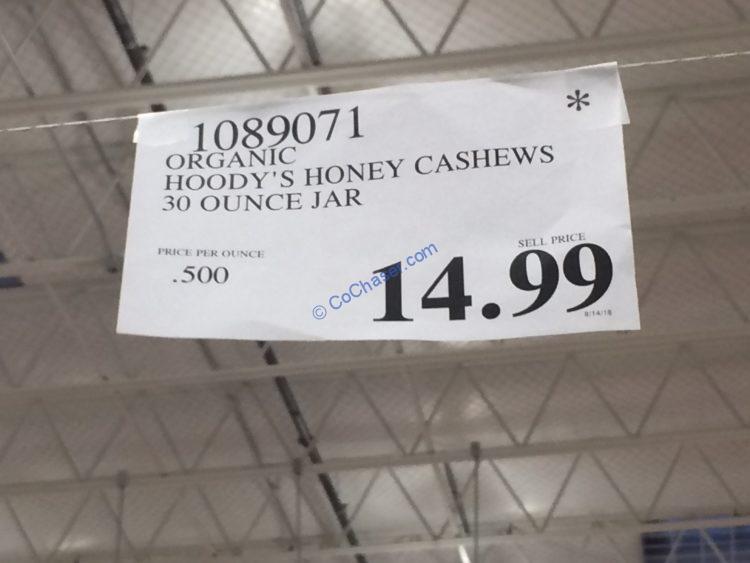 1089071 *
ORGANIC
HOODY'S HONEY CASHEWS
30 OUNCE JAR
PRICE PER OUNCE
.500
SELL PRICE
14.99
8/14/18
© CoChaser.com